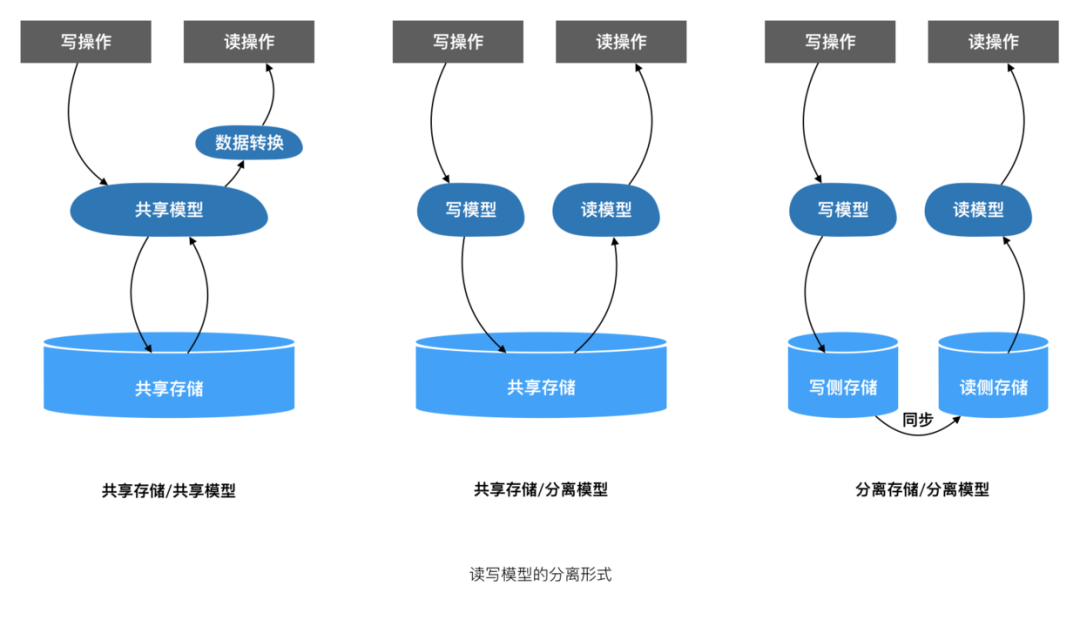 写操作
读操作
数据转换
共享模型
共享存储
共享存储/共享模型
写操作
读操作
写模型
读模型
共享存储
共享存储/分离模型
写操作
读操作
写模型
读模型
写侧存储
读侧存储
同步
分离存储/分离模型
读写模型的分离形式